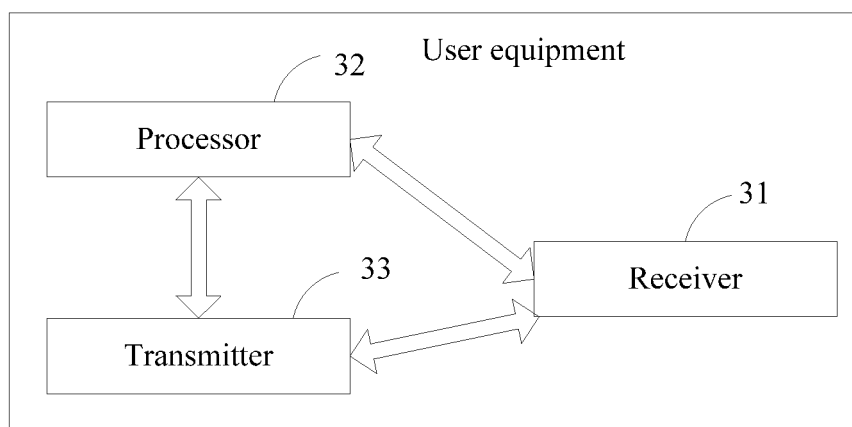 User equipment
32
Processor
31
Receiver
33
Transmitter